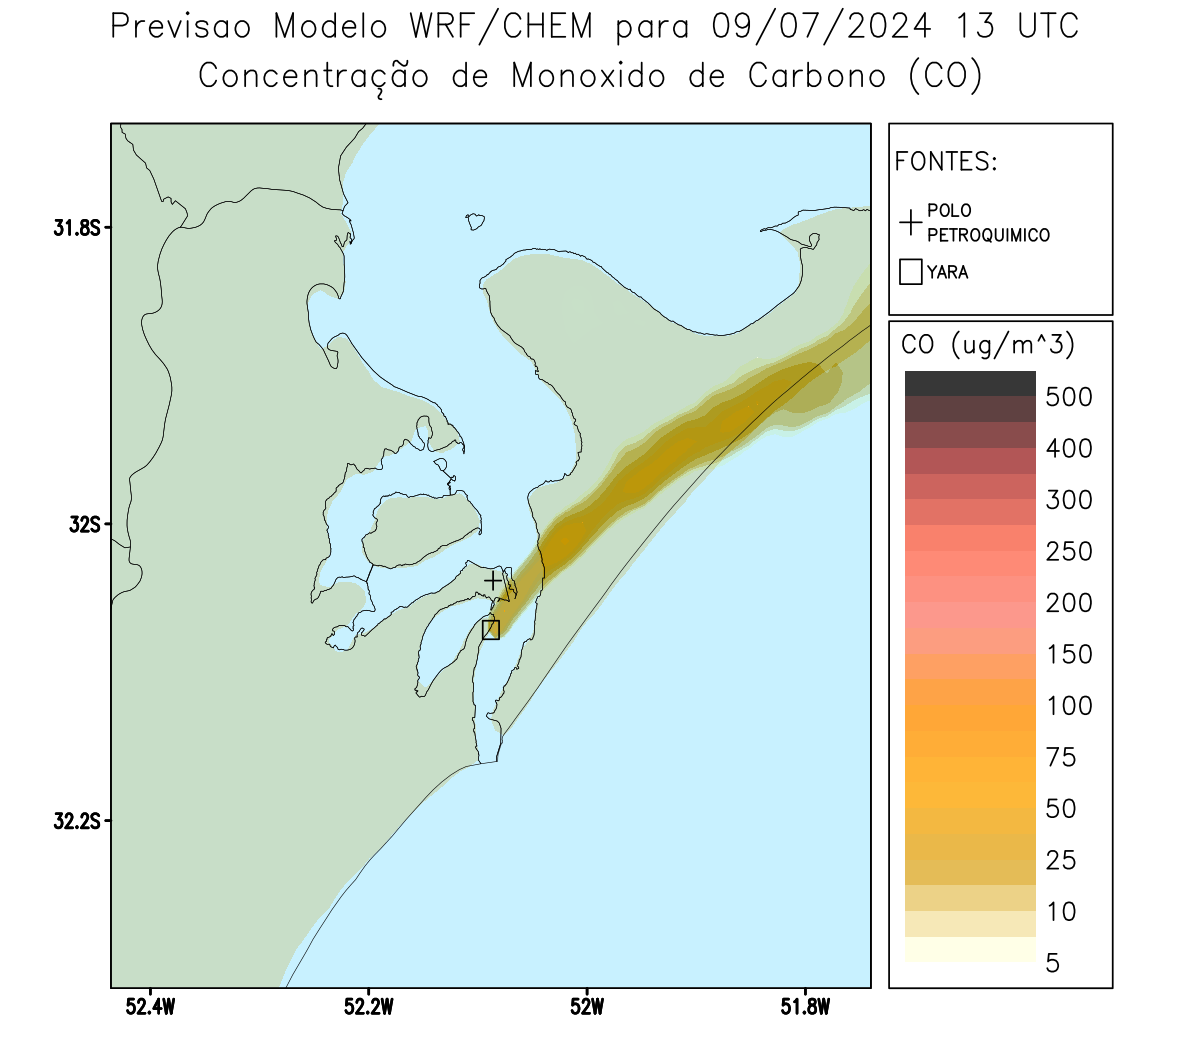 Previsao Modelo WRF/CHEM para 09/07/2024 13 UTC
Concentração de Monoxido de Carbono (CO)
FONTES:
POLO
PETROQUIMICO
YARA
CO (ug/m^3)
500
400
300
250
200
150
100
75
50
25
10
5
31.8S
32S
32.2S
52.4W
52.2W
52W
51.8W